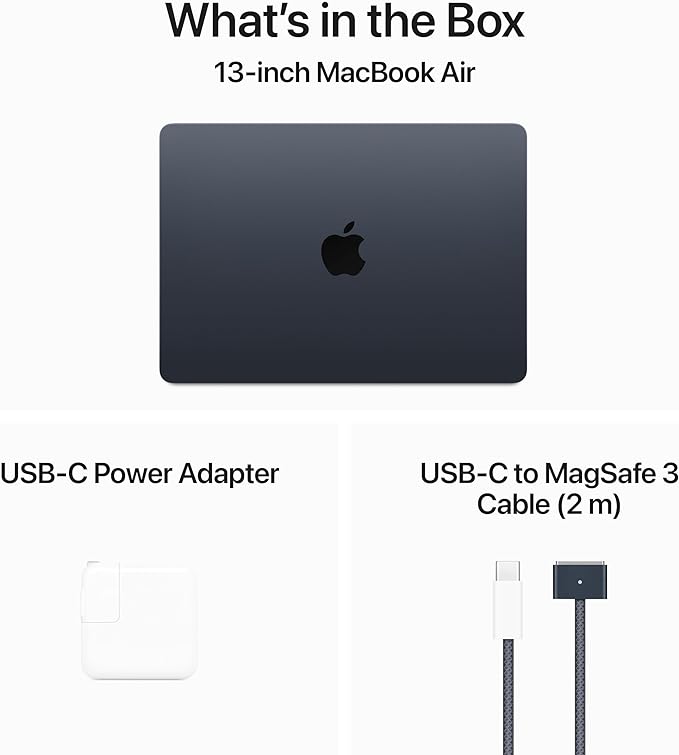 What's in the Box
13-inch MacBook Air
USB-C Power Adapter
USB-C to MagSafe 3
Cable (2 m)